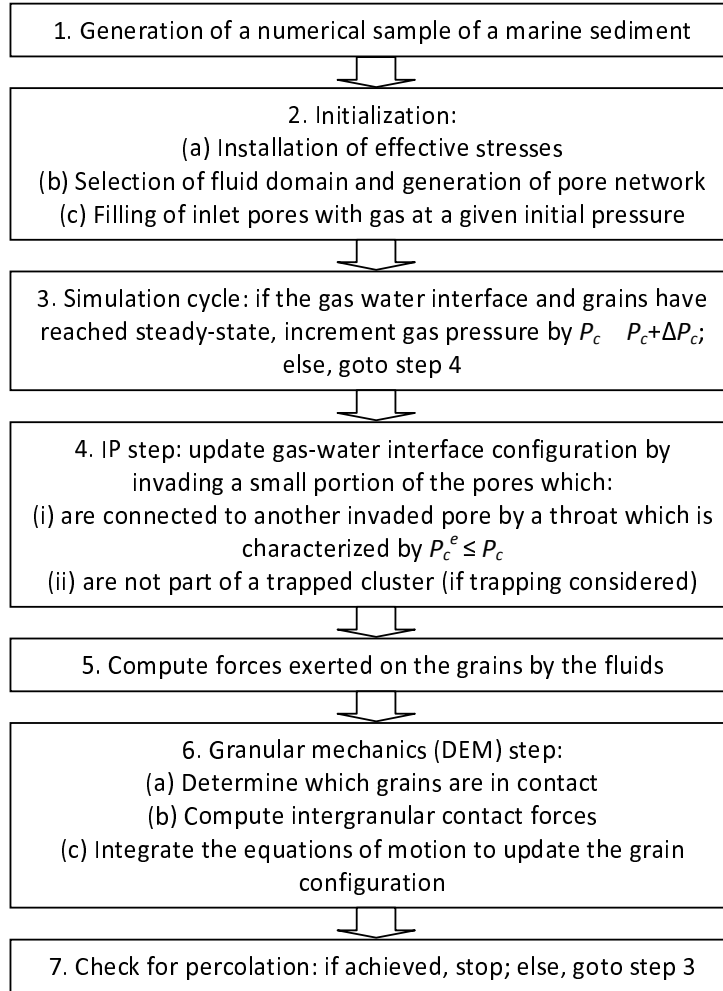 1. Generation of a numerical sample of a marine sediment
2. Initialization:
(a) Installation of effective stresses
(b) Selection of fluid domain and generation of pore network
(c) Filling of inlet pores with gas at a given initial pressure
3. Simulation cycle: if the gas water interface and grains have
reached steady-state, increment gas pressure by P_c P_c+ΔP_c;
else, goto step 4
4. IP step: update gas-water interface configuration by
invading a small portion of the pores which:
(i) are connected to another invaded pore by a throat which is
characterized by P_c^e ≤ P_c
(ii) are not part of a trapped cluster (if trapping considered)
5. Compute forces exerted on the grains by the fluids
6. Granular mechanics (DEM) step:
(a) Determine which grains are in contact
(b) Compute intergranular contact forces
(c) Integrate the equations of motion to update the grain
configuration
7. Check for percolation: if achieved, stop; else, goto step 3